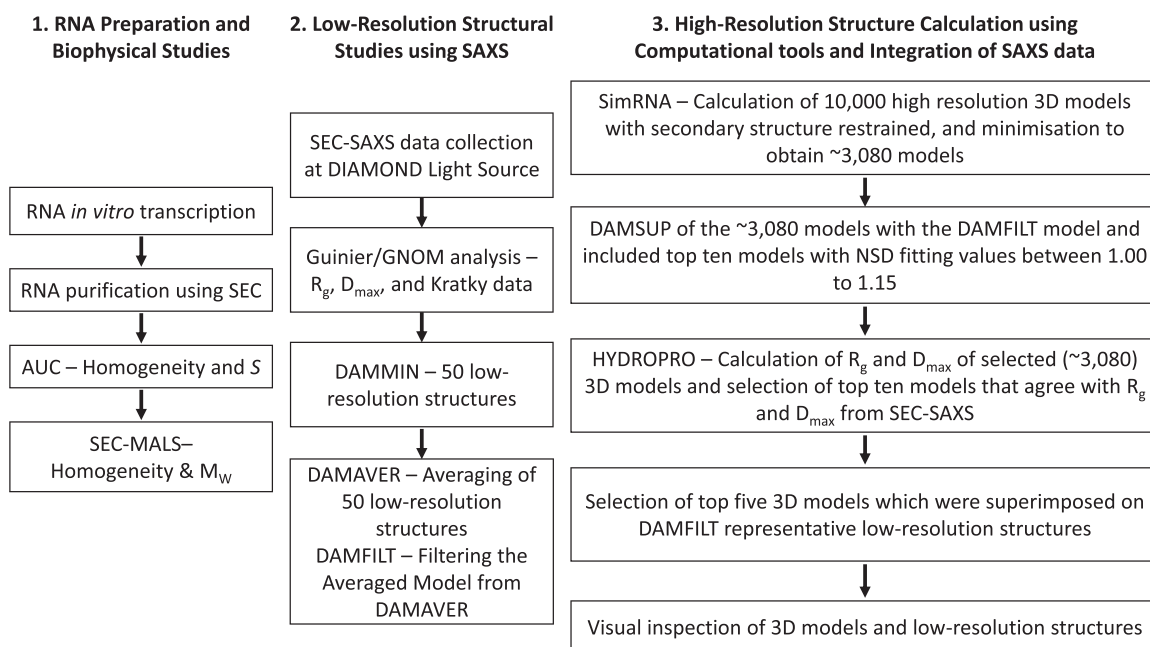 1. RNA Preparation and
Biophysical Studies
RNA in vitro transcription
RNA purification using SEC
AUC – Homogeneity and S
SEC-MALS–
Homogeneity & MW
2. Low-Resolution Structural
Studies using SAXS
SEC-SAXS data collection
at DIAMOND Light Source
Guinier/GNOM analysis –
Rg, Dmax, and Kratky data
DAMMIN – 50 low-
resolution structures
DAMAVER – Averaging of
50 low-resolution
structures
DAMFILT – Filtering the
Averaged Model from
DAMAVER
3. High-Resolution Structure Calculation using
Computational tools and Integration of SAXS data
SimRNA – Calculation of 10,000 high resolution 3D models
with secondary structure restrained, and minimisation to
obtain ~3,080 models
DAMSUP of the ~3,080 models with the DAMFILT model and
included top ten models with NSD fitting values between 1.00
to 1.15
HYDROPRO – Calculation of Rg and Dmax of selected (~3,080)
3D models and selection of top ten models that agree with Rg
and Dmax from SEC-SAXS
Selection of top five 3D models which were superimposed on
DAMFILT representative low-resolution structures
Visual inspection of 3D models and low-resolution structures